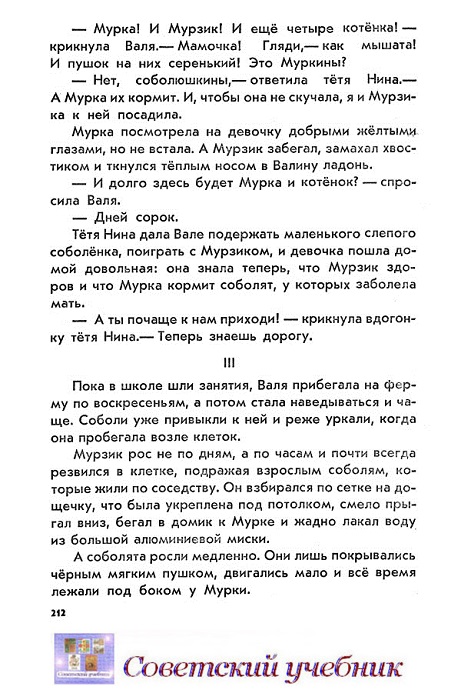 — Мурка! И Мурзик! И ещё четыре котёнка! —
крикнула Валя.— Мамочка! Гляди,— как мышата!
И пушок на них серенький! Это Муркины?
— Нет, соболюшкины,— ответила тётя Нина.—
А Мурка их кормит. И, чтобы она не скучала, я и Мурзи-
ка к ней посадила.
Мурка посмотрела на девочку добрыми жёлтыми
глазами, но не встала. А Мурзик забегал, замахал хвос-
тиком и ткнулся тёплым носом в Валину ладонь.
— И долго здесь будет Мурка и котёнок? — спро-
сила Валя.
— Дней сорок.
Тётя Нина дала Вале подержать маленького слепого
соболёнка, поиграть с Мурзиком, и девочка пошла до-
мой довольная: она знала теперь, что Мурзик здо-
ров и что Мурка кормит соболят, у которых заболела
мать.
— А ты почаще к нам приходи! — крикнула вдогон-
ку тётя Нина.— Теперь знаешь дорогу.
III
Пока в школе шли занятия, Валя прибегала на фер-
му по воскресеньям, а потом стала наведываться и ча-
ще. Соболи уже привыкли к ней и реже уркали, когда
она пробегала возле клеток.
Мурзик рос не по дням, а по часам и почти всегда
резвился в клетке, подражая взрослым соболям, ко-
торые жили по соседству. Он взбирался по сетке на до-
щечку, что была укреплена под потолком, смело пры-
гал вниз, бегал в домик к Мурке и жадно лакал воду
из большой алюминиевой миски.
А соболята росли медленно. Они лишь покрывались
чёрным мягким пушком, двигались мало и всё время
лежали под боком у Мурки.
212
Советский учебник
Советский учебник